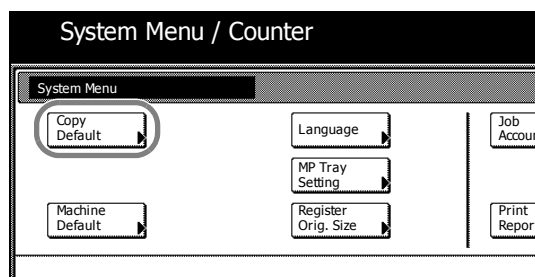 System Menu / Counter
System Menu
Copy
Default
Language
Job
MP Tray
Setting
Machine
Default
Register
Orig. Size
Print